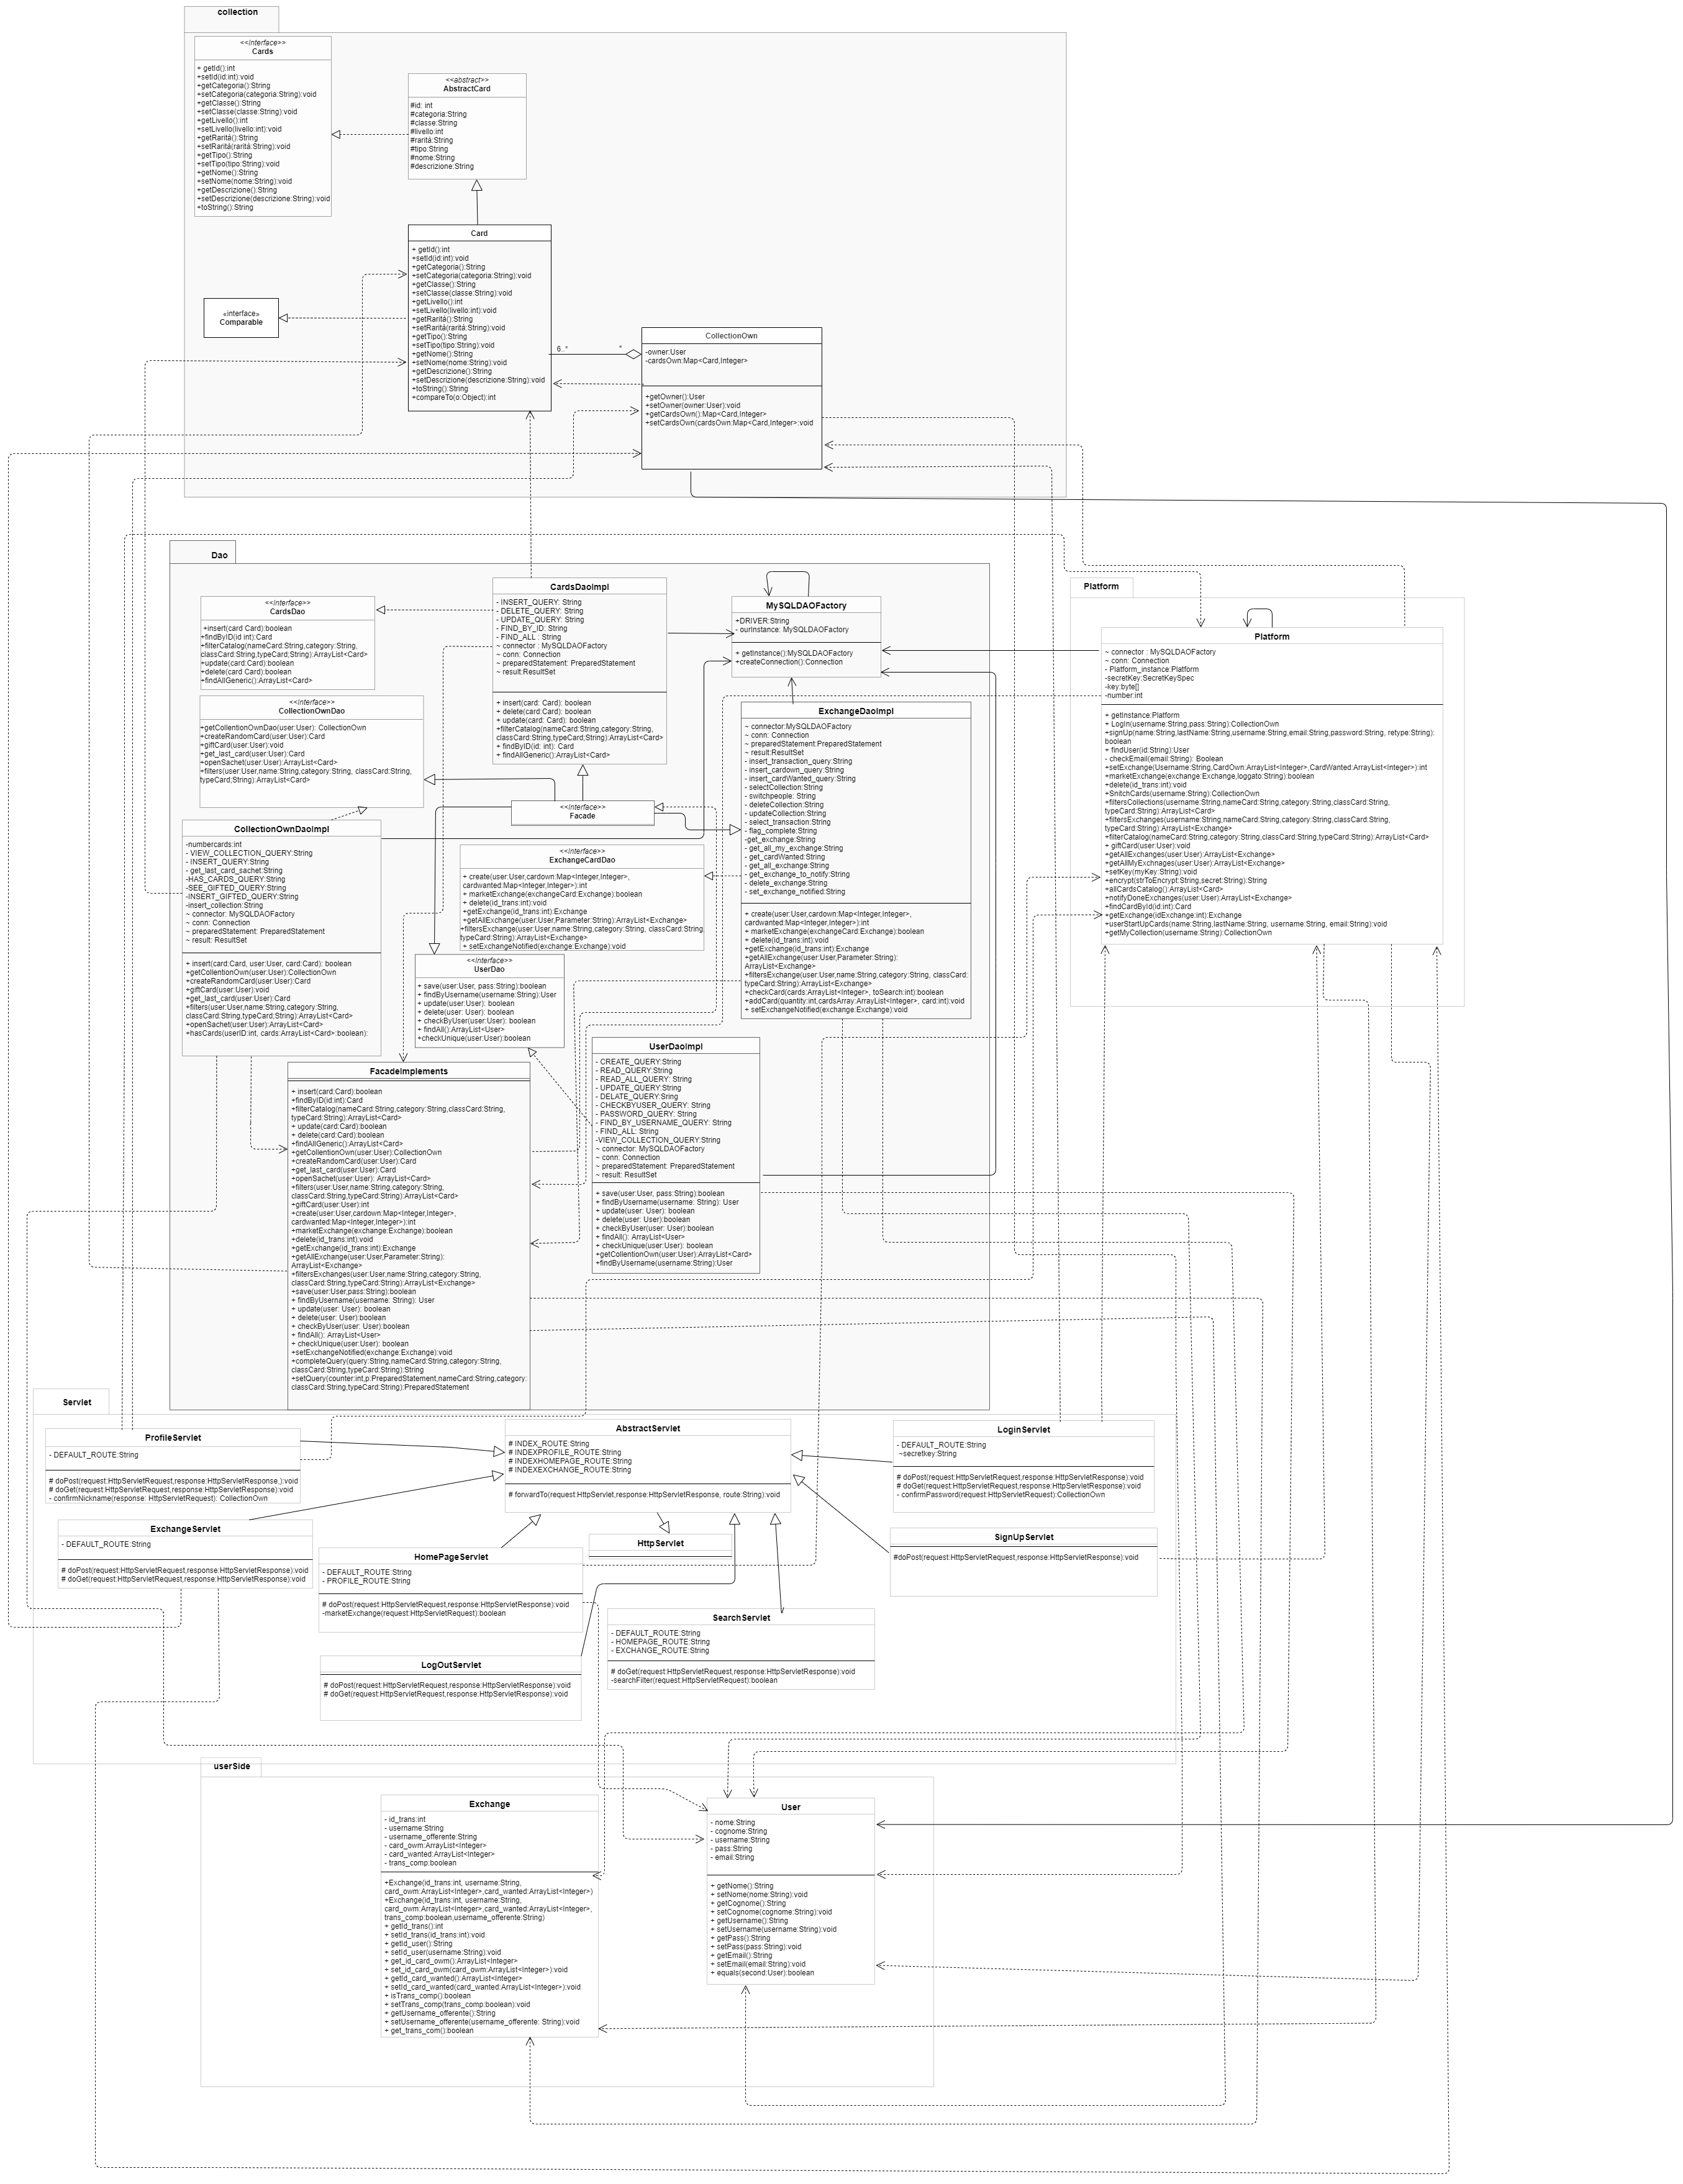 collection
<<interface>>
Cards
+ getId():int
+setId(id:int):void
+getCategoria():String
+setCategoria(categoria:String):void
+getClasse():String
+setClasse(classe:String):void
+getLivello():int
+setLivello(livello:int):void
+getRaritá():String
+setRaritá(raritá:String):void
+getTipo():String
+setTipo(tipo:String):void
+getNome():String
+setNome(nome:String):void
+getDescrizione():String
+setDescrizione(descrizione:String):void
+toString():String
<<abstract>>
AbstractCard
#id: int
#categoria:String
#classe:String
#livello:int
#raritá:String
#tipo:String
#nome:String
#descrizione:String
Card
+ getId():int
+setId(id:int):void
+getCategoria():String
+setCategoria(categoria:String):void
+getClasse():String
+setClasse(classe:String):void
+getLivello():int
+setLivello(livello:int):void
+getRaritá():String
+setRaritá(raritá:String):void
+getTipo():String
+setTipo(tipo:String):void
+getNome():String
+setNome(nome:String):void
+getDescrizione():String
+setDescrizione(descrizione:String):void
+toString():String
+compareTo(o:Object):int
«interface»
Comparable
6..*
*
CollectionOwn
-owner:User
-cardsOwn:Map<Card,Integer>
+getOwner():User
+setOwner(owner:User):void
+getCardsOwn():Map<Card,Integer>
+setCardsOwn(cardsOwn:Map<Card,Integer>:void
Dao
<<interface>>
CardsDao
+insert(card Card):boolean
+findByID(id int):Card
+filterCatalog(nameCard:String,category:String,
classCard:String,typeCard;String):ArrayList<Card>
+update(card:Card):boolean
+delete(card Card):boolean
+findAllGeneric():ArrayList<Card>
<<interface>>
CollectionOwnDao
+getCollentionOwnDao(user:User): CollectionOwn
+createRandomCard(user:User):Card
+giftCard(user:User):void
+get_last_card(user:User):Card
+openSachet(user:User):ArrayList<Card>
+filters(user:User,name:String,category:String, classCard:String,
typeCard;String):ArrayList<Card>
CardsDaoImpl
- INSERT_QUERY: String
- DELETE_QUERY: String
- UPDATE_QUERY: String
- FIND_BY_ID: String
- FIND_ALL : String
~ connector : MySQLDAOFactory
~ conn: Connection
~ preparedStatement: PreparedStatement
~ result:ResultSet
+ insert(card: Card): boolean
+ delete(card:Card): boolean
+ update(card: Card): boolean
+filterCatalog(nameCard:String,category:String,
classCard:String,typeCard;String):ArrayList<Card>
+ findByID(id: int): Card
+ findAllGeneric():ArrayList<Card>
MySQLDAOFactory
+DRIVER:String
- ourInstance: MySQLDAOFactory
+ getInstance():MySQLDAOFactory
+createConnection():Connection
<<interface>>
Facade
CollectionOwnDaoImpl
-numbercards:int
- VIEW_COLLECTION_QUERY:String
- INSERT_QUERY:String
- get_last_card_sachet:String
-HAS_CARDS_QUERY:String
-SEE_GIFTED_QUERY:String
-INSERT_GIFTED_QUERY:String
-insert_collection:String
~ connector: MySQLDAOFactory
~ conn: Connection
~ preparedStatement: PreparedStatement
~ result: ResultSet
+ insert(card:Card, user:User, card:Card): boolean
+getCollentionOwn(user:User):CollectionOwn
+createRandomCard(user:User):Card
+giftCard(user:User):void
+get_last_card(user:User):Card
+filters(user:User,name:String,category:String,
classCard:String,typeCard;String):ArrayList<Card>
+openSachet(user:User):ArrayList<Card>
+hasCards(userID:int, cards:ArrayList<Card>:boolean):
<<interface>>
ExchangeCardDao
+ create(user:User,cardown:Map<Integer,Integer>,
cardwanted:Map<Integer,Integer>):int
+ marketExchange(exchangeCard:Exchange):boolean
+ delete(id_trans:int):void
+getExchange(id_trans:int):Exchange
+getAllExchange(user:User,Parameter:String):ArrayList<Exchange>
+filtersExchange(user:User,name:String,category:String, classCard:String,
typeCard:String):ArrayList<Exchange>
+ setExchangeNotified(exchange:Exchange):void
<<interface>>
UserDao
+ save(user:User, pass:String):boolean
+ findByUsername(username:String):User
+ update(user:User): boolean
+ delete(user: User): boolean
+ checkByUser(user:User): boolean
+ findAll():ArrayList<User>
+checkUnique(user:User):boolean
ExchangeDaoImpl
~ connector:MySQLDAOFactory
~ conn: Connection
~ preparedStatement:PreparedStatement
~ result:ResultSet
- insert_transaction_query:String
- insert_cardown_query:String
- insert_cardWanted_query:String
- selectCollection:String
- switchpeople: String
- deleteCollection:String
- updateCollection:String
- select_transaction:String
- flag_complete:String
-get_exchange:String
- get_all_my_exchange:String
- get_cardWanted:String
- get_all_exchange:String
- get_exchange_to_notify:String
- delete_exchange:String
- set_exchange_notified:String
+ create(user:User,cardown:Map<Integer,Integer>,
cardwanted:Map<Integer,Integer>):int
+ marketExchange(exchangeCard:Exchange):boolean
+ delete(id_trans:int):void
+getExchange(id_trans:int):Exchange
+getAllExchange(user:User,Parameter:String):
ArrayList<Exchange>
+filtersExchange(user:User,name:String,category:String, classCard:
typeCard:String):ArrayList<Exchange>
+checkCard(cards:ArrayList<Integer>, toSearch:int):boolean
+addCard(quantity:int,cardsArray:ArrayList<Integer>, card:int):void
+ setExchangeNotified(exchange:Exchange):void
Platform
Platform
~ connector : MySQLDAOFactory
~ conn: Connection
- Platform_instance:Platform
-secretKey:SecretKeySpec
-key:byte[]
-number:int
+ getInstance:Platform
+ LogIn(username:String,pass:String):CollectionOwn
+signUp(name:String,lastName:String,username:String,email:String,password:String, retype:String):
boolean
+ findUser(id:String):User
- checkEmail(email:String): Boolean
+setExchange(Username:String,CardOwn:ArrayList<Integer>,CardWanted:ArrayList<Integer>):int
+marketExchange(exchange:Exchange,loggato:String):boolean
+delete(id_trans:int):void
+SnitchCards(username:String):CollectionOwn
+filtersCollections(username:String,nameCard:String,category:String,classCard:String,
typeCard:String):ArrayList<Card>
+filtersExchanges(username:String,nameCard:String,category:String,classCard:String,
typeCard:String):ArrayList<Exchange>
+filterCatalog(nameCard:String,category:String,classCard:String,typeCard:String):ArrayList<Card>
+ giftCard(user:User):void
+getAllExchanges(user:User):ArrayList<Exchange>
+getAllMyExchnages(user:User):ArrayList<Exchange>
+setKey(myKey:String):void
+encrypt(strToEncrypt:String,secret:String):String
+allCardsCatalog():ArrayList<Card>
+notifyDoneExchanges(user:User):ArrayList<Exchange>
+findCardById(id:int):Card
+getExchange(idExchange:int):Exchange
+userStartUpCards(name:String,lastName:String, username:String, email:String):void
+getMyCollection(username:String):CollectionOwn
FacadeImplements
+ insert(card:Card):boolean
+findByID(id:int):Card
+filterCatalog(nameCard:String,category:String,classCard:String,
typeCard:String):ArrayList<Card>
+ update(card:Card):boolean
+ delete(card:Card):boolean
+findAllGeneric():ArrayList<Card>
+getCollentionOwn(user:User):CollectionOwn
+createRandomCard(user:User):Card
+get_last_card(user:User):Card
+openSachet(user:User): ArrayList<Card>
+filters(user:User,name:String,category:String,
classCard:String,typeCard:String):ArrayList<Card>
+giftCard(user:User):int
+create(user:User,cardown:Map<Integer,Integer>,
cardwanted:Map<Integer,Integer>):int
+marketExchange(exchange:Exchange):boolean
+delete(id_trans:int):void
+getExchange(id_trans:int):Exchange
+getAllExchange(user:User,Parameter:String):
ArrayList<Exchange>
+filtersExchanges(user:User,name:String,category:String,
classCard:String,typeCard:String):ArrayList<Exchange>
+save(user:User,pass:String):boolean
+ findByUsername(username: String): User
+ update(user: User): boolean
+ delete(user: User):boolean
+ checkByUser(user: User):boolean
+ findAll(): ArrayList<User>
+ checkUnique(user:User): boolean
+setExchangeNotified(exchange:Exchange):void
+completeQuery(query:String,nameCard:String,category:String,
classCard:String,typeCard:String):String
+setQuery(counter:int,p:PreparedStatement,nameCard:String,category:
classCard:String,typeCard:String):PreparedStatement
UserDaoImpl
- CREATE_QUERY:String
- READ_QUERY:String
- READ_ALL_QUERY: String
- UPDATE_QUERY:String
- DELATE_QUERY:String
- CHECKBYUSER_QUERY: String
- PASSWORD_QUERY: String
- FIND_BY_USERNAME_QUERY: String
- FIND_ALL: String
-VIEW_COLLECTION_QUERY:String
~ connector: MySQLDAOFactory
~ conn: Connection
~ preparedStatement: PreparedStatement
~ result: ResultSet
+ save(user:User, pass:String):boolean
+ findByUsername(username: String): User
+ update(user: User): boolean
+ delete(user: User):boolean
+ checkByUser(user: User):boolean
+ findAll(): ArrayList<User>
+ checkUnique(user:User): boolean
+getCollentionOwn(user:User):ArrayList<Card>
+findByUsername(username:String):User
Servlet
ProfileServlet
- DEFAULT_ROUTE:String
# doPost(request:HttpServletRequest,response:HttpServletResponse,):void
# doGet(request:HttpServletRequest,response:HttpServletResponse):void
- confirmNickname(response: HttpServletRequest): CollectionOwn
AbstractServlet
# INDEX_ROUTE:String
# INDEXPROFILE_ROUTE:String
# INDEXHOMEPAGE_ROUTE:String
# INDEXEXCHANGE_ROUTE:String
# forwardTo(request:HttpServlet,response:HttpServletResponse, route:String):void
LoginServlet
- DEFAULT_ROUTE:String
~secretkey:String
# doPost(request:HttpServletRequest,response:HttpServletResponse):void
# doGet(request:HttpServletRequest,response:HttpServletResponse):void
- confirmPassword(request:HttpServletRequest):CollectionOwn
ExchangeServlet
- DEFAULT_ROUTE:String
# doPost(request:HttpServletRequest,response:HttpServletResponse):void
# doGet(request:HttpServletRequest,response:HttpServletResponse):void
HttpServlet
SignUpServlet
#doPost(request:HttpServletRequest,response:HttpServletResponse):void
HomePageServlet
- DEFAULT_ROUTE:String
- PROFILE_ROUTE:String
# doPost(request:HttpServletRequest,response:HttpServletResponse):void
-marketExchange(request:HttpServletRequest):boolean
SearchServlet
- DEFAULT_ROUTE:String
- HOMEPAGE_ROUTE:String
- EXCHANGE_ROUTE:String
# doGet(request:HttpServletRequest,response:HttpServletResponse):void
-searchFilter(request:HttpServletRequest):boolean
LogOutServlet
# doPost(request:HttpServletRequest,response:HttpServletResponse):void
# doGet(request:HttpServletRequest,response:HttpServletResponse):void
userSide
Exchange
- id_trans:int
- username:String
- username_offerente:String
- card_owm:ArrayList<Integer>
- card_wanted:ArrayList<Integer>
- trans_comp:boolean
+Exchange(id_trans:int, username:String,
card_owm:ArrayList<Integer>,card_wanted:ArrayList<Integer>)
+Exchange(id_trans:int, username:String,
card_owm:ArrayList<Integer>,card_wanted:ArrayList<Integer>,
trans_comp:boolean,username_offerente:String)
+ getId_trans():int
+ setId_trans(id_trans:int):void
+ getId_user():String
+ setId_user(username:String):void
+ get_id_card_owm():ArrayList<Integer>
+ set_id_card_owm(card_owm:ArrayList<Integer>):void
+ getId_card_wanted():ArrayList<Integer>
+ setId_card_wanted(card_wanted:ArrayList<Integer>):void
+ isTrans_comp():boolean
+ setTrans_comp(trans_comp:boolean):void
+ getUsername_offerente():String
+ setUsername_offerente(username_offerente: String):void
+ get_trans_com():boolean
User
- nome:String
- cognome:String
- username:String
- pass:String
- email:String
+ getNome():String
+ setNome(nome:String):void
+ getCognome():String
+ setCognome(cognome:String):void
+ getUsername():String
+ setUsername(username:String):void
+ getPass():String
+ setPass(pass:String):void
+ getEmail():String
+ setEmail(email:String):void
+ equals(second:User):boolean